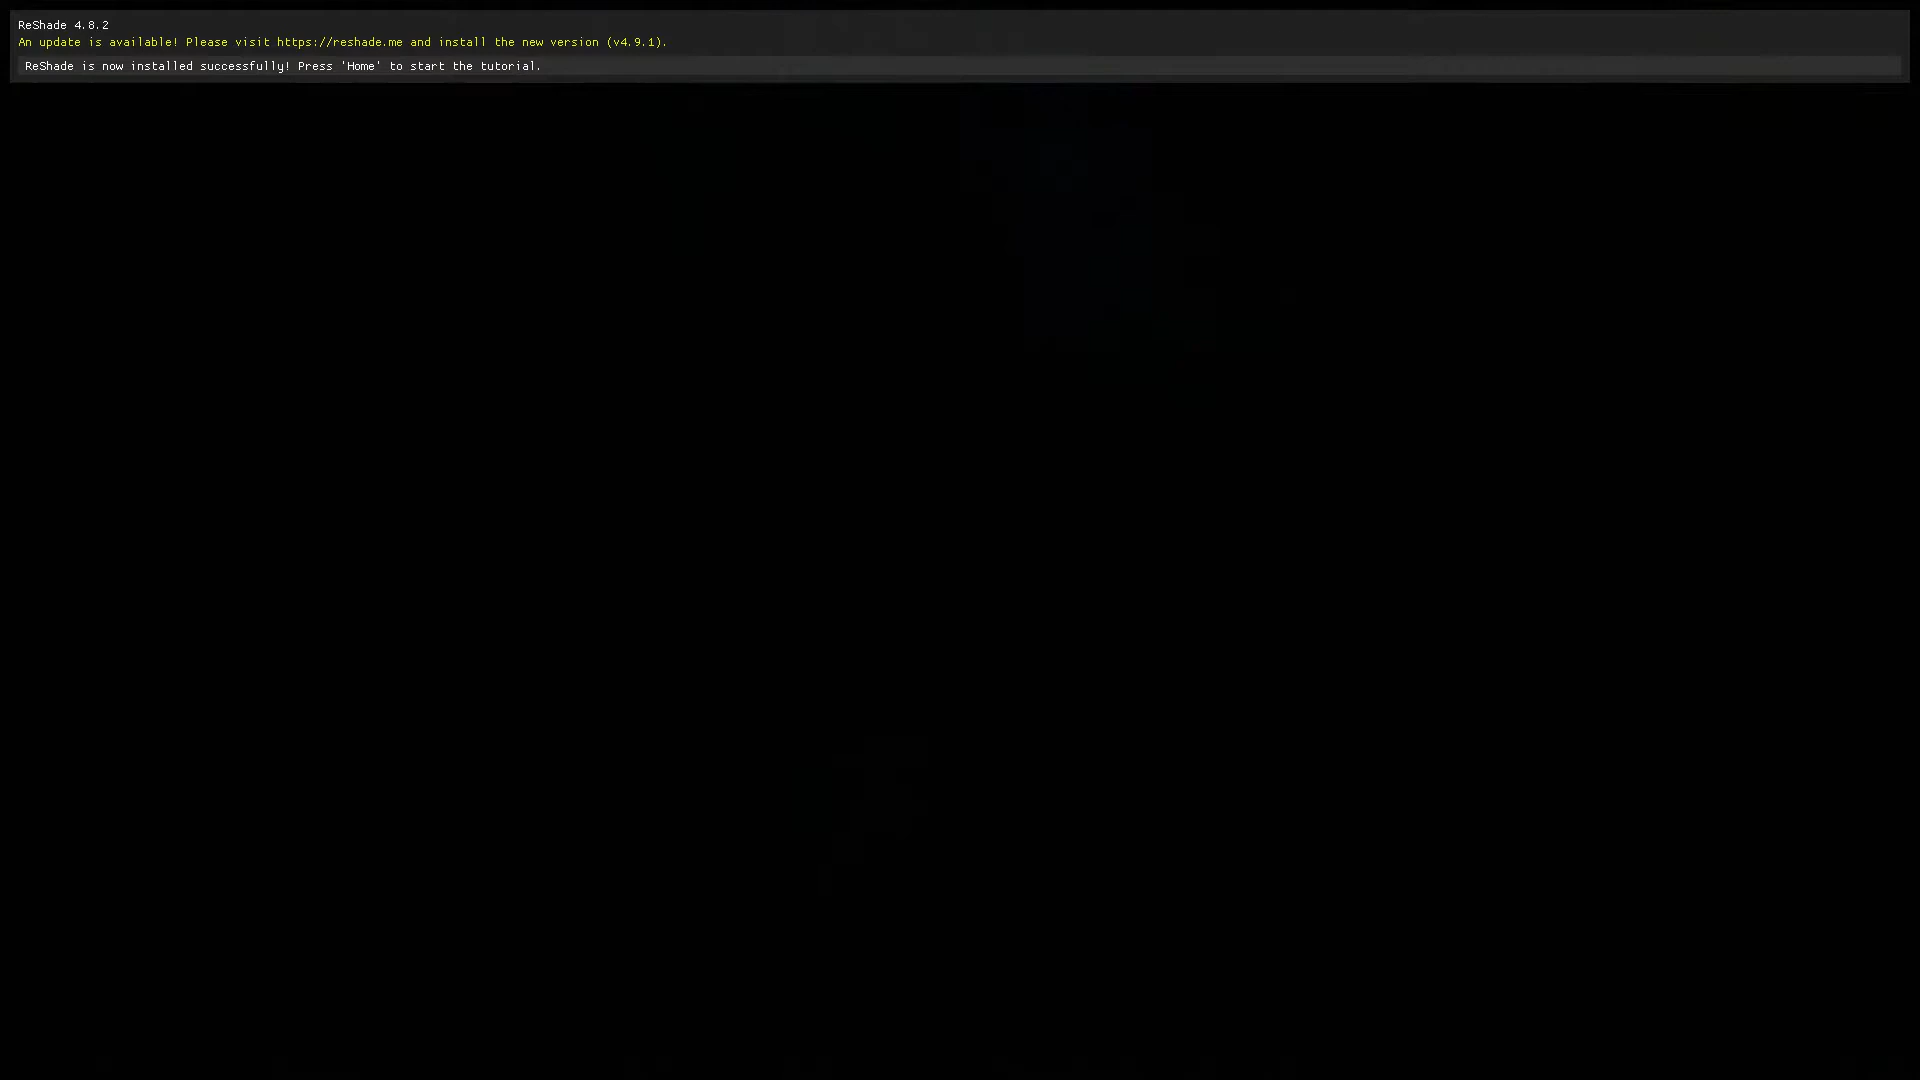 ReShade 4.8.2
An update is available! Please visit https://reshade.me and install the new version (v4.9.1).
ReShade is now installed successfully! Press 'Home' to start the tutorial.